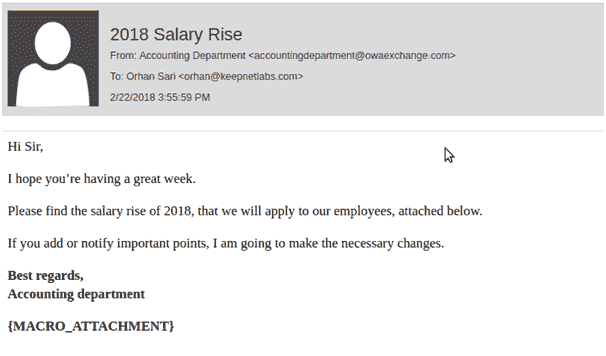 2018 Salary Rise
From: Accounting Department <accountingdepartment@owaexchange.com>
To: Orhan Sari <orhan@keepnetlabs.com>
2/22/2018 3:55:59 PM
Hi Sir,
I hope you’re having a great week.
Please find the salary rise of 2018, that we will apply to our employees, attached below.
If you add or notify important points, I am going to make the necessary changes.
Best regards,
Accounting department
{MACRO_ATTACHMENT}